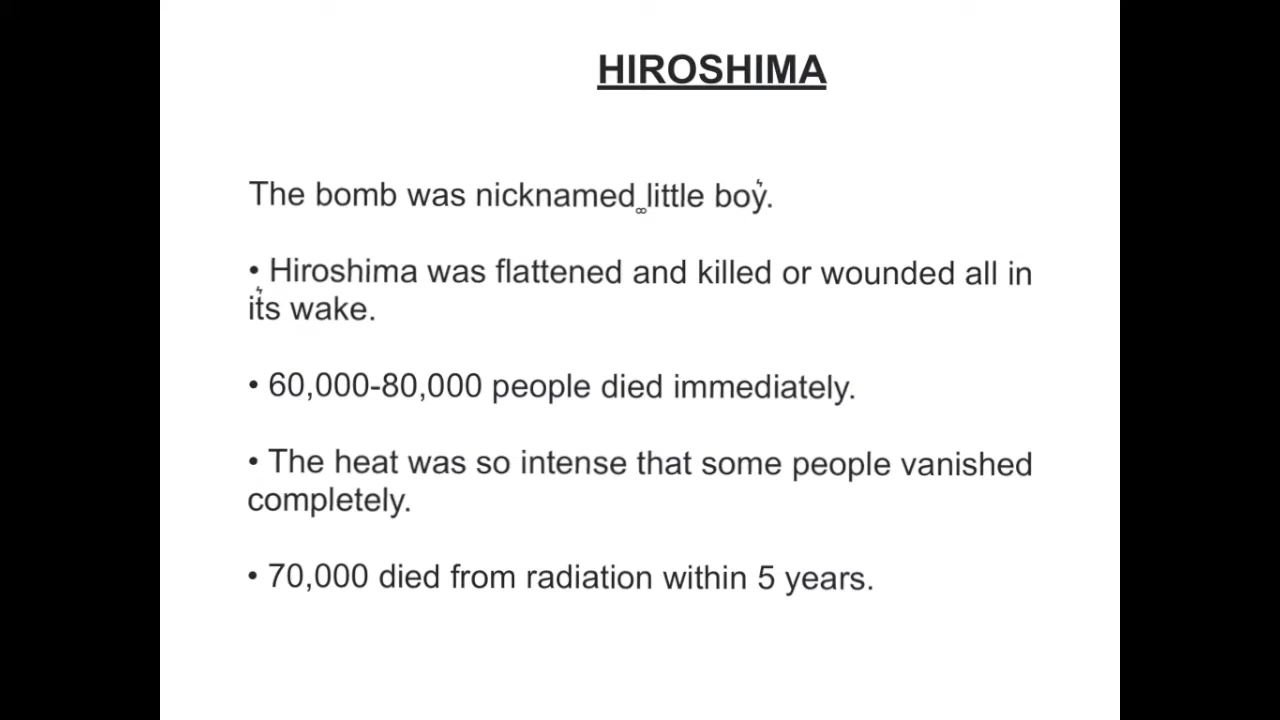 HIROSHIMA
The bomb was nicknamed little boy.
• Hiroshima was flattened and killed or wounded all in
its wake.
• 60,000-80,000 people died immediately.
• The heat was so intense that some people vanished
completely.
• 70,000 died from radiation within 5 years.